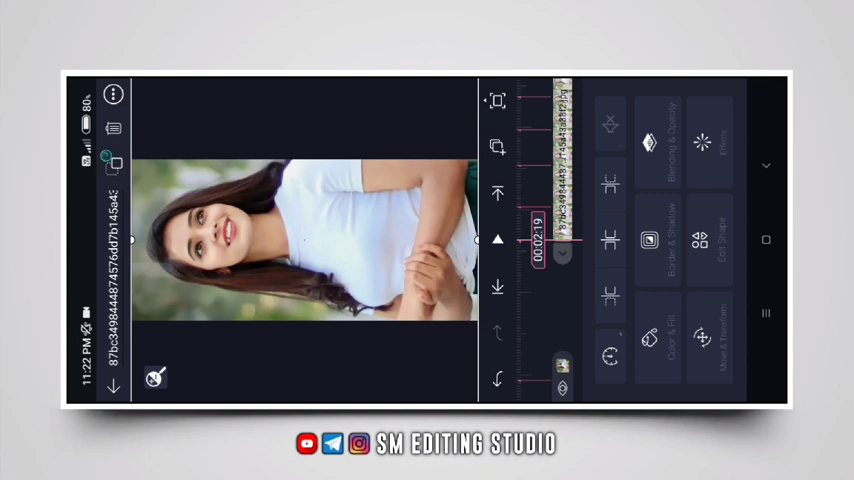 11:22 PM
80%
87bc3498444874576dd7b145a43
00:02:19
Blending & Opacity
Effects
Border & Shadow
Edit Shape
Color & Fill
Move & Transform
SM EDITING STUDIO